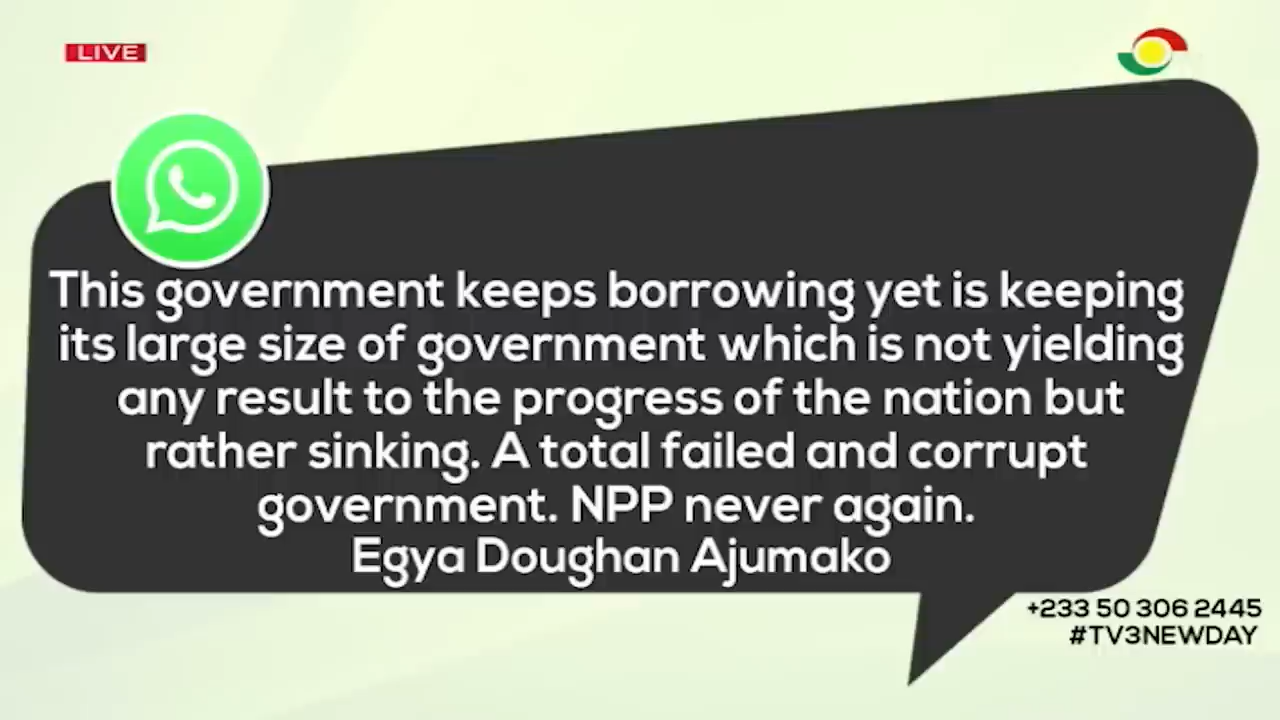 LIVE
This government keeps borrowing yet is keeping
its large size of government which is not yielding
any result to the progress of the nation but
rather sinking. A total failed and corrupt
government. NPP never again.
Egya Doughan Ajumako
+233 50 306 2445
#TV3NEWDAY